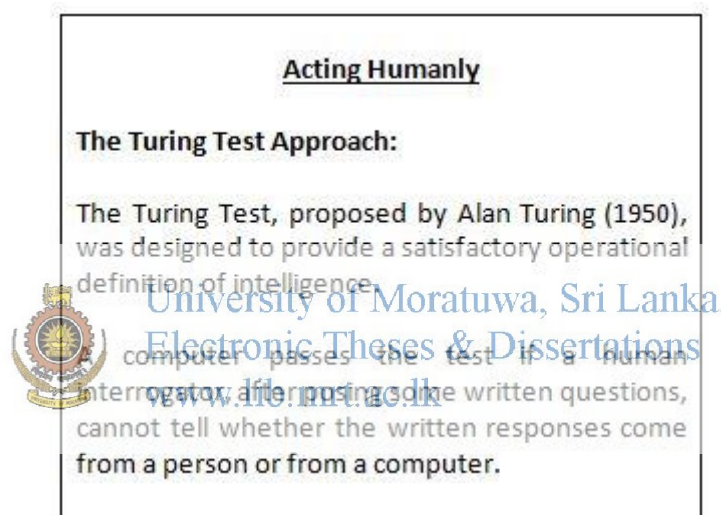 Acting Humanly
The Turing Test Approach:
The Turing Test, proposed by Alan Turing (1950),
was designed to provide a satisfactory operational
definition of intelligence.
University of Moratuwa, Sri Lanka
Electronic Theses & Dissertations
www.lib.mrt.ac.lk
A computer passes the test if a human
interrogator, after posing some written questions,
cannot tell whether the written responses come
from a person or from a computer.